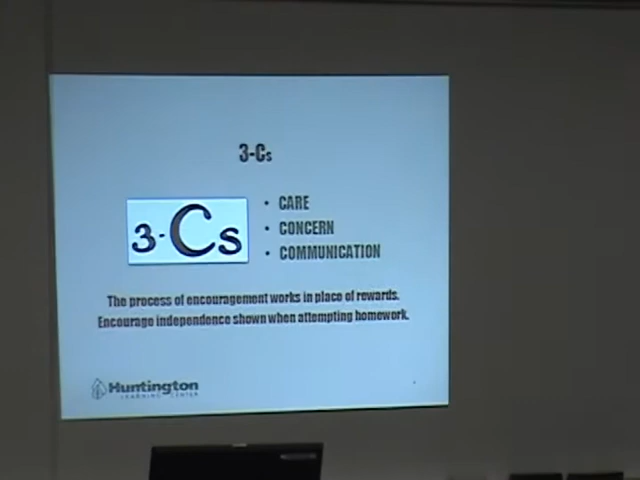 3-Cs
3-Cs
• CARE
• CONCERN
• COMMUNICATION
The process of encouragement works in place of rewards.
Encourage independence shown when attempting homework.
Huntington
LEARNING CENTER